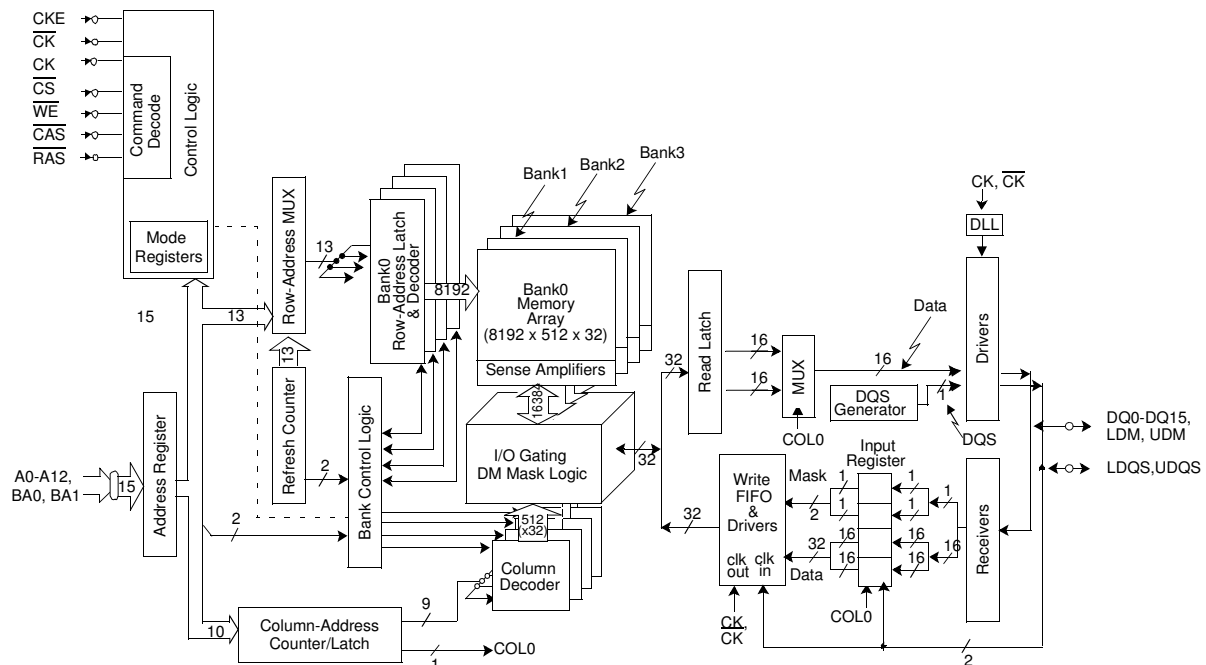 CKE
CK
CK
CS
WE
CAS
RAS
Command
Decode
Control Logic
Mode
Registers
15
13
Row-Address MUX
13
13
Refresh Counter
2
Bank0
Row-Address Latch
& Decoder
8192
Bank1
Bank2
Bank3
Bank0
Memory
Array
(8192 x 512 x 32)
Sense Amplifiers
16384
I/O Gating
DM Mask Logic
32
512
(x32)
Column
Decoder
Bank Control Logic
A0-A12,
BA0, BA1
15
Address Register
2
10
Column-Address
Counter/Latch
9
1
COL0
32
Read Latch
16
16
MUX
COL0
16
Data
DQS
Generator
1
DQS
CK, CK
DLL
Drivers
DQ0-DQ15,
LDM, UDM
LDQS,UDQS
Input
Register
Write
FIFO
&
Drivers
clk
out
clk
in
32
Mask
2
32
Data
1
1
16
16
1
1
16
16
1
16
Receivers
COL0
CK,
CK
2